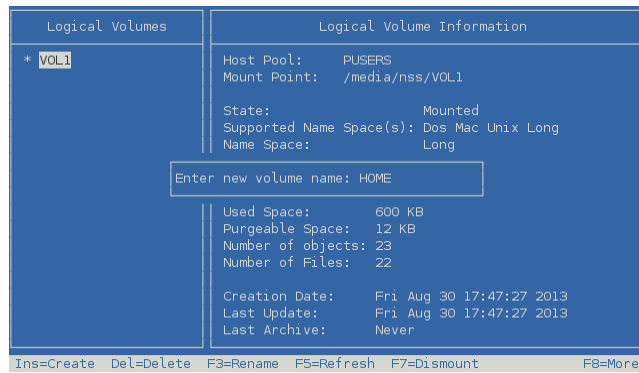 Logical Volumes
Logical Volume Information
* VOL1
Host Pool: PUSERS
Mount Point: /media/nss/VOL1
State: Mounted
Supported Name Space(s): Dos Mac Unix Long
Name Space: Long
Enter new volume name: HOME
Used Space: 600 KB
Purgeable Space: 12 KB
Number of objects: 23
Number of Files: 22
Creation Date: Fri Aug 30 17:47:27 2013
Last Update: Fri Aug 30 17:47:27 2013
Last Archive: Never
Ins=Create Del=Delete F3=Rename F5=Refresh F7=Dismount F8=More